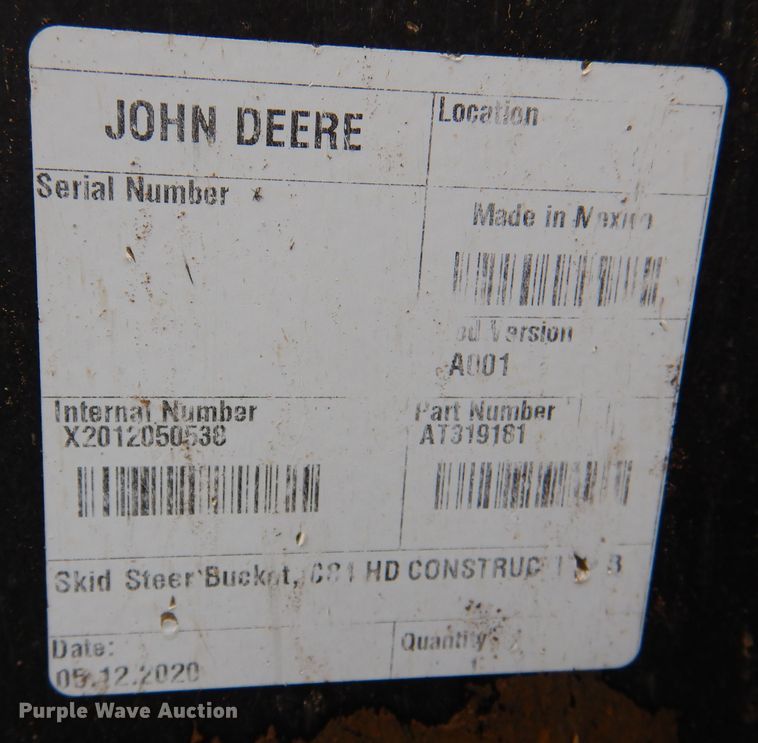 JOHN DEERE
Location
Serial Number
Made in Mexico
Version
A001
Internal Number
X2012050538
Part Number
AT319181
Skid Steer Bucket, HD CONSTRUC B
Date:
05.12.2020
Quantity
Purple Wave Auction